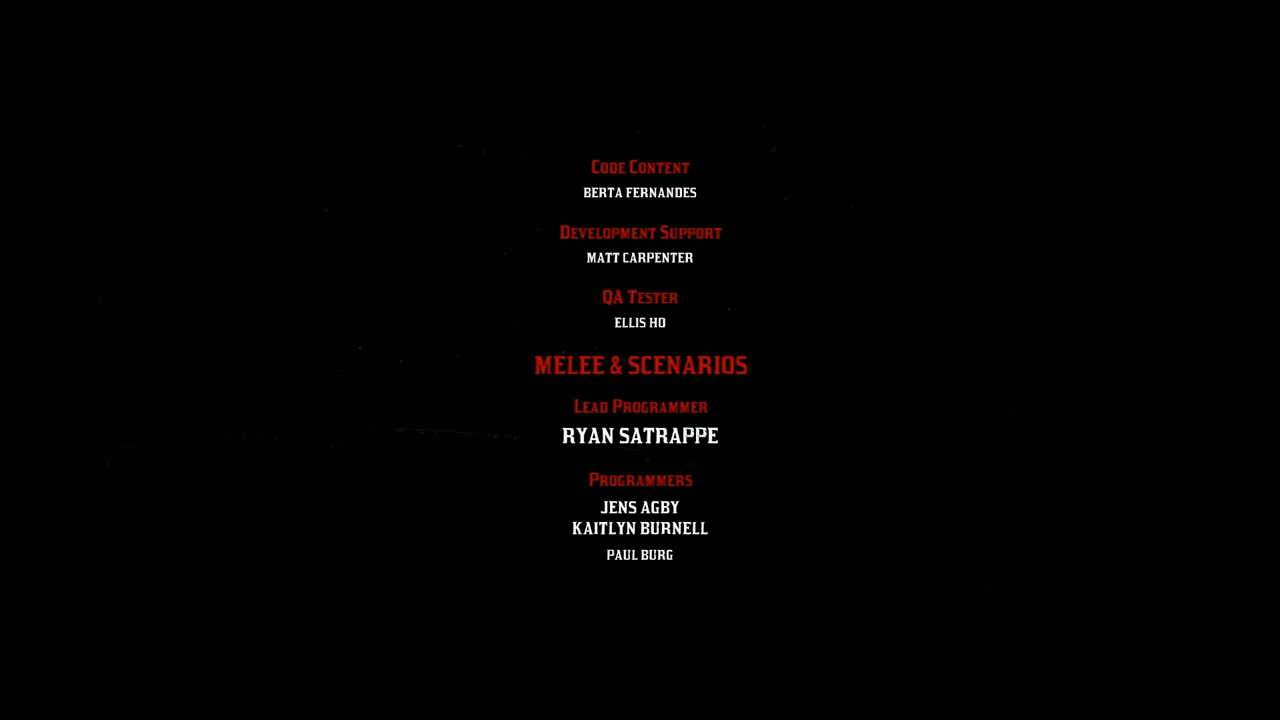 Code Content
BERTA FERNANDES
Development Support
MATT CARPENTER
QA Tester
ELLIS HO
MELEE & SCENARIOS
Lead Programmer
RYAN SATRAPPE
Programmers
JENS AGBY
KAITLYN BURNELL
PAUL BURG